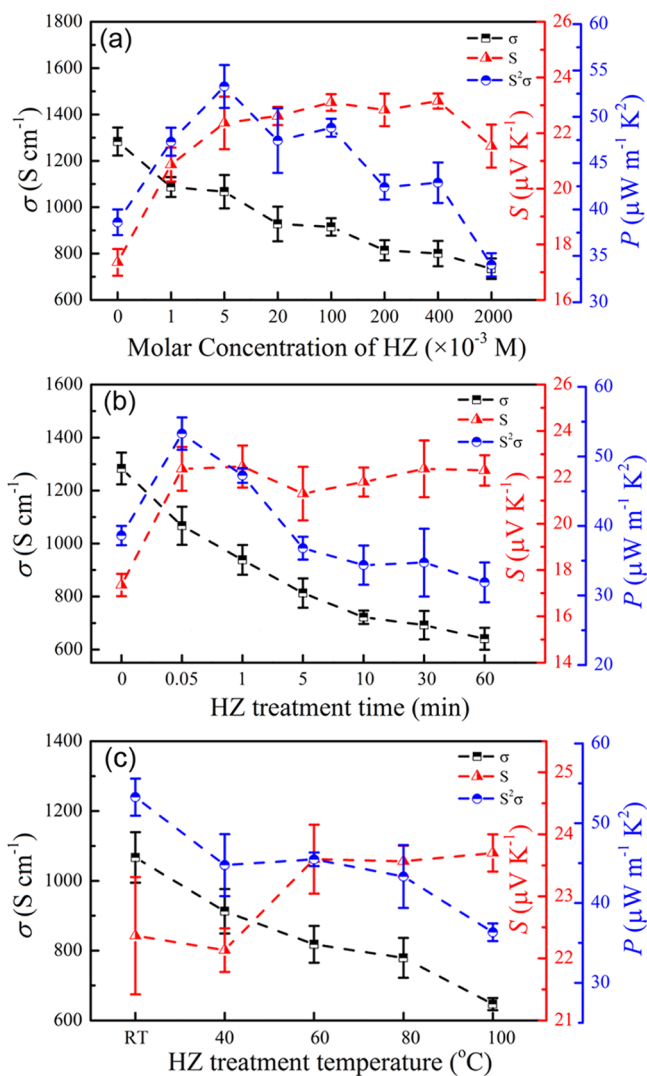 (a)
σ
S
S²σ
1800
1600
1400
1200
1000
800
600
σ (S cm⁻¹)
26
24
22
20
18
16
S (μV K⁻¹)
60
55
50
45
40
35
30
P (μW m⁻¹ K²)
0 1 5 20 100 200 400 2000
Molar Concentration of HZ (×10⁻³ M)
(b)
σ
S
S²σ
1600
1400
1200
1000
800
600
σ (S cm⁻¹)
26
24
22
20
18
16
14
S (μV K⁻¹)
60
50
40
30
20
P (μW m⁻¹ K²)
0 0.05 1 5 10 30 60
HZ treatment time (min)
(c)
σ
S
S²σ
1400
1200
1000
800
600
σ (S cm⁻¹)
25
24
23
22
21
S (μV K⁻¹)
60
50
40
30
P (μW m⁻¹ K²)
RT 40 60 80 100
HZ treatment temperature (°C)